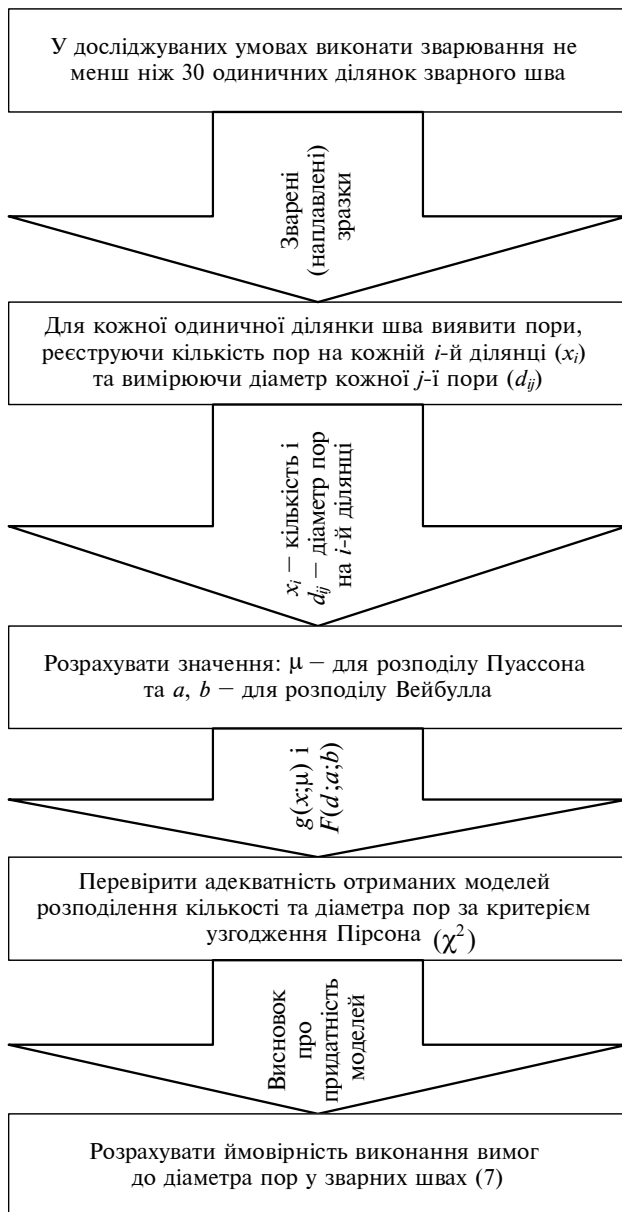 У досліджуваних умовах виконати зварювання не
менш ніж 30 одиничних ділянок зварного шва
Зварені
(наплавлені)
зразки
Для кожної одиничної ділянки шва виявити пори,
реєструючи кількість пор на кожній i-й ділянці (xi)
та вимірюючи діаметр кожної j-ї пори (dij)
xi – кількість і
dij – діаметр пор
на i-й ділянці
Розрахувати значення: μ – для розподілу Пуассона
та a, b – для розподілу Вейбулла
g(x;μ) і
F(d;a;b)
Перевірити адекватність отриманих моделей
розподілення кількості та діаметра пор за критерієм
узгодження Пірсона (χ²)
Висновок
про
придатність
моделей
Розрахувати ймовірність виконання вимог
до діаметра пор у зварних швах (7)